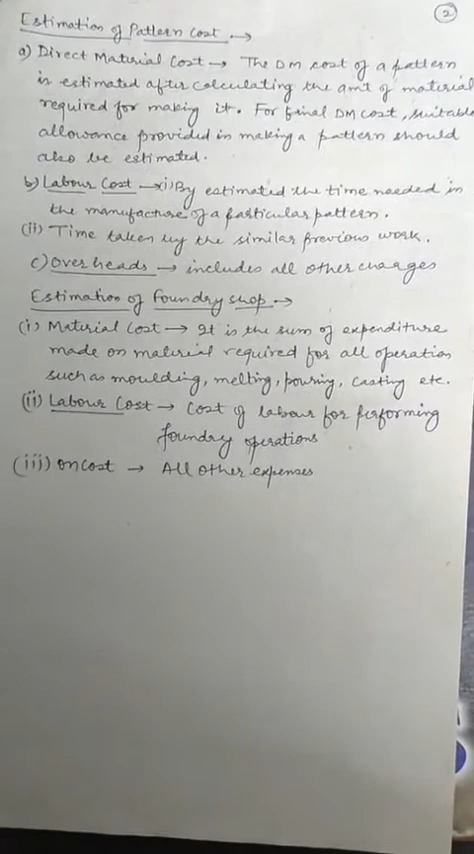 2
Estimation of Pattern Cost →
a) Direct Material Cost → The DM cost of a pattern
is estimated after calculating the amt of material
required for making it. For final DM cost, suitable
allowance provided in making a pattern should
also be estimated.
b) Labour Cost → i) By estimated the time needed in
the manufacture of a particular pattern.
(ii) Time taken by the similar previous work.
c) Overheads → includes all other charges
Estimation of Foundry shop →
(i) Material Cost → It is the sum of expenditure
made on material required for all operation
such as moulding, melting, pouring, casting etc.
(ii) Labour Cost → Cost of labour for performing
foundry operations
(iii) oncost → All other expenses